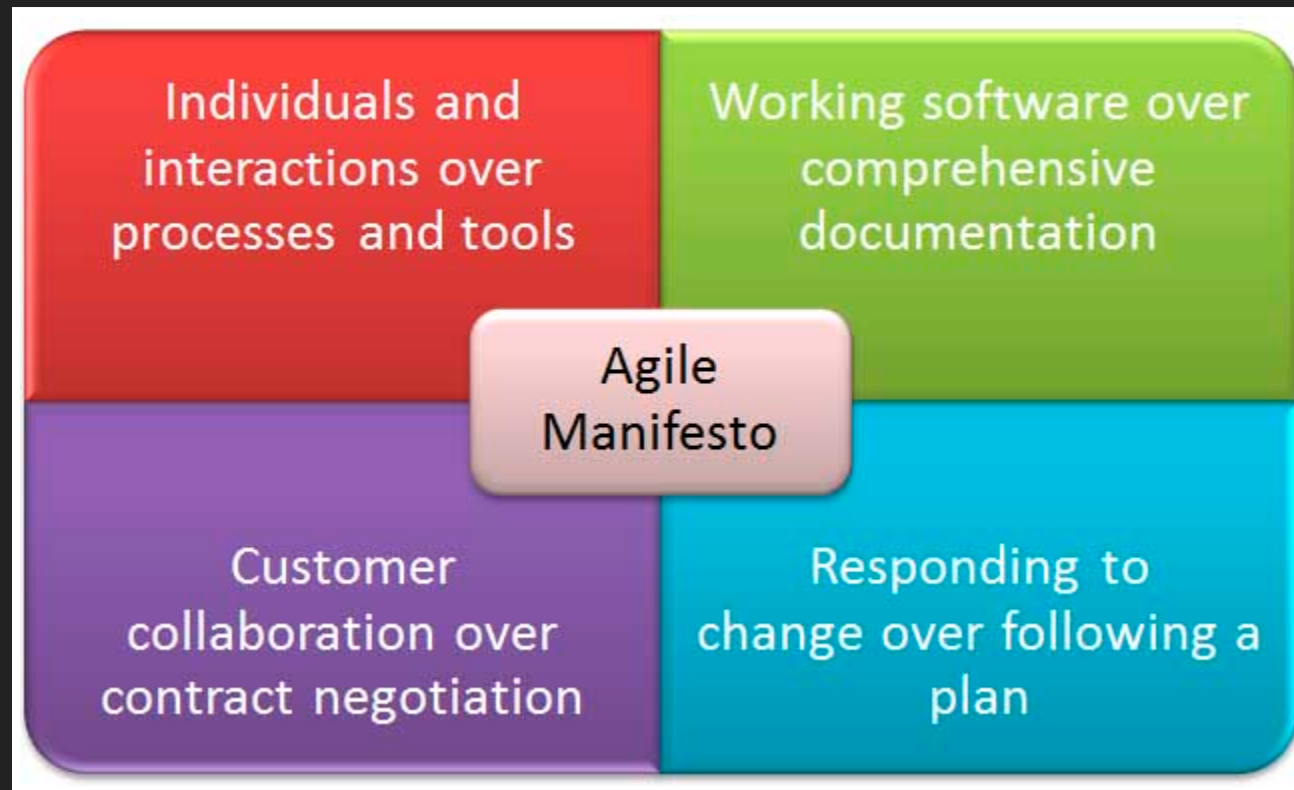 Individuals and
interactions over
processes and tools
Working software over
comprehensive
documentation
Agile
Manifesto
Customer
collaboration over
contract negotiation
Responding to
change over following a
plan